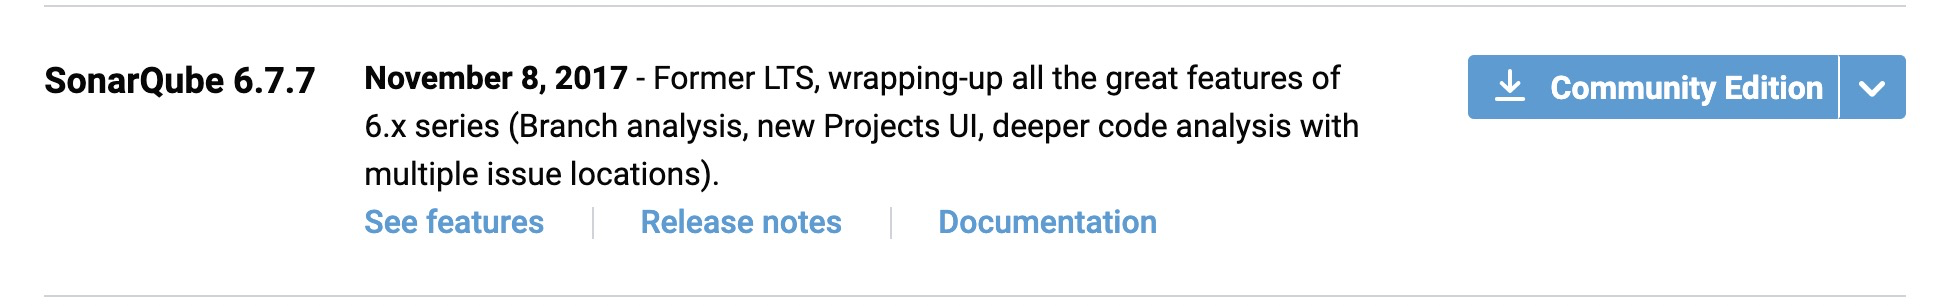 SonarQube 6.7.7
November 8, 2017 - Former LTS, wrapping-up all the great features of
6.x series (Branch analysis, new Projects UI, deeper code analysis with
multiple issue locations).
See features | Release notes | Documentation
Community Edition